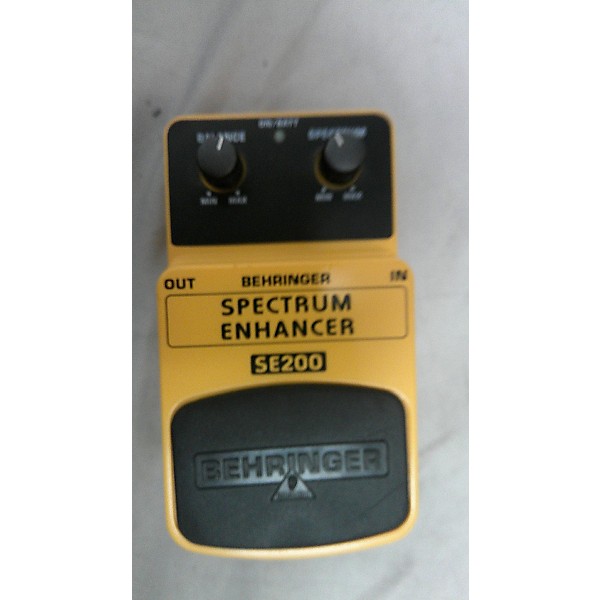 ON/BATT
BALANCE SPECTRUM
MIN MAX MIN MAX
OUT BEHRINGER IN
SPECTRUM
ENHANCER
SE200
BEHRINGER